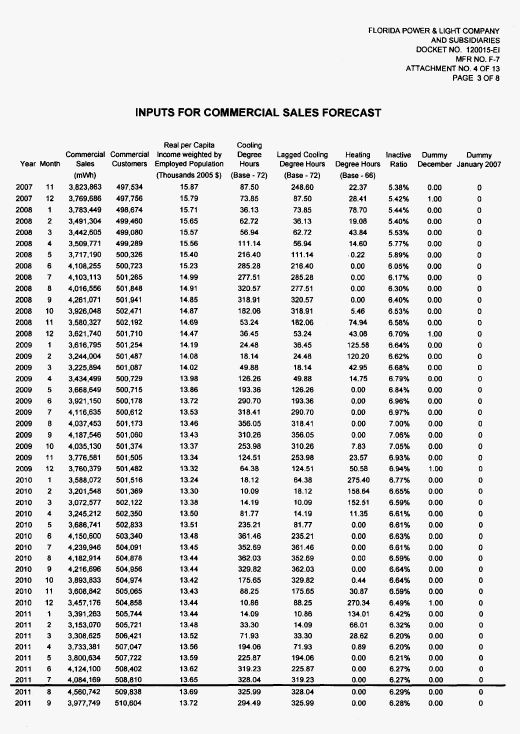 FLORIDA POWER & LIGHT COMPANY
AND SUBSIDIARIES
DOCKET NO. 120015-EI
MFR NO. F-7
ATTACHMENT NO. 4 OF 13
PAGE 3 OF 8
INPUTS FOR COMMERCIAL SALES FORECAST
Real per Capita Cooling
Commercial Commercial Income weighted by Degree Lagged Cooling Heating Inactive Dummy Dummy
Year Month Sales Customers Employed Population Hours Degree Hours Degree Hours Ratio December January 2007
(mWh) (Thousands 2005 $) (Base - 72) (Base - 72) (Base - 66)
2007 11 3,823,863 497,534 15.87 87.50 248.60 22.37 5.38% 0.00 0
2007 12 3,769,686 497,756 15.79 73.85 87.50 28.41 5.42% 1.00 0
2008 1 3,783,449 498,674 15.71 36.13 73.85 78.70 5.44% 0.00 0
2008 2 3,491,304 499,460 15.65 62.72 36.13 19.08 5.40% 0.00 0
2008 3 3,442,605 499,080 15.57 56.94 62.72 43.84 5.53% 0.00 0
2008 4 3,509,771 499,289 15.56 111.14 56.94 14.60 5.77% 0.00 0
2008 5 3,717,190 500,326 15.40 216.40 111.14 0.22 5.89% 0.00 0
2008 6 4,108,255 500,723 15.23 285.28 216.40 0.00 6.05% 0.00 0
2008 7 4,103,113 501,265 14.99 277.51 285.28 0.00 6.17% 0.00 0
2008 8 4,016,556 501,848 14.91 320.57 277.51 0.00 6.30% 0.00 0
2008 9 4,261,071 501,941 14.85 318.91 320.57 0.00 6.40% 0.00 0
2008 10 3,926,048 502,471 14.87 182.06 318.91 5.46 6.53% 0.00 0
2008 11 3,580,327 502,192 14.69 53.24 182.06 74.94 6.58% 0.00 0
2008 12 3,621,740 501,710 14.47 36.45 53.24 43.08 6.70% 1.00 0
2009 1 3,616,795 501,254 14.19 24.48 36.45 125.58 6.64% 0.00 0
2009 2 3,244,004 501,487 14.08 18.14 24.48 120.20 6.62% 0.00 0
2009 3 3,225,894 501,087 14.02 49.88 18.14 42.95 6.68% 0.00 0
2009 4 3,434,499 500,729 13.98 126.26 49.88 14.75 6.79% 0.00 0
2009 5 3,668,649 500,715 13.86 193.36 126.26 0.00 6.84% 0.00 0
2009 6 3,921,150 500,178 13.72 290.70 193.36 0.00 6.96% 0.00 0
2009 7 4,116,635 500,612 13.53 318.41 290.70 0.00 6.97% 0.00 0
2009 8 4,037,453 501,173 13.46 356.05 318.41 0.00 7.00% 0.00 0
2009 9 4,187,546 501,060 13.43 310.26 356.05 0.00 7.06% 0.00 0
2009 10 4,035,130 501,374 13.37 253.98 310.26 7.83 7.05% 0.00 0
2009 11 3,776,581 501,505 13.34 124.51 253.98 23.57 6.93% 0.00 0
2009 12 3,760,379 501,482 13.32 64.38 124.51 50.58 6.94% 1.00 0
2010 1 3,588,072 501,516 13.24 18.12 64.38 275.40 6.77% 0.00 0
2010 2 3,201,548 501,369 13.30 10.09 18.12 158.64 6.65% 0.00 0
2010 3 3,072,577 502,122 13.38 14.19 10.09 152.51 6.59% 0.00 0
2010 4 3,245,212 502,350 13.50 81.77 14.19 11.35 6.61% 0.00 0
2010 5 3,686,741 502,833 13.51 235.21 81.77 0.00 6.61% 0.00 0
2010 6 4,150,600 503,340 13.48 361.46 235.21 0.00 6.63% 0.00 0
2010 7 4,239,946 504,091 13.45 352.69 361.46 0.00 6.61% 0.00 0
2010 8 4,182,914 504,878 13.44 362.03 352.69 0.00 6.59% 0.00 0
2010 9 4,216,696 504,956 13.44 329.82 362.03 0.00 6.64% 0.00 0
2010 10 3,893,833 504,974 13.42 175.65 329.82 0.44 6.64% 0.00 0
2010 11 3,608,842 505,065 13.43 88.25 175.65 30.87 6.59% 0.00 0
2010 12 3,457,176 504,858 13.44 10.86 88.25 270.34 6.49% 1.00 0
2011 1 3,391,263 505,744 13.44 14.09 10.86 134.01 6.42% 0.00 0
2011 2 3,153,070 505,721 13.48 33.30 14.09 66.01 6.32% 0.00 0
2011 3 3,308,625 506,421 13.52 71.93 33.30 28.62 6.20% 0.00 0
2011 4 3,733,381 507,047 13.56 194.06 71.93 0.89 6.20% 0.00 0
2011 5 3,800,634 507,722 13.59 225.87 194.06 0.00 6.21% 0.00 0
2011 6 4,124,100 508,402 13.62 319.23 225.87 0.00 6.27% 0.00 0
2011 7 4,084,169 508,810 13.65 328.04 319.23 0.00 6.27% 0.00 0
2011 8 4,560,742 509,838 13.69 325.99 328.04 0.00 6.29% 0.00 0
2011 9 3,977,749 510,604 13.72 294.49 325.99 0.00 6.28% 0.00 0